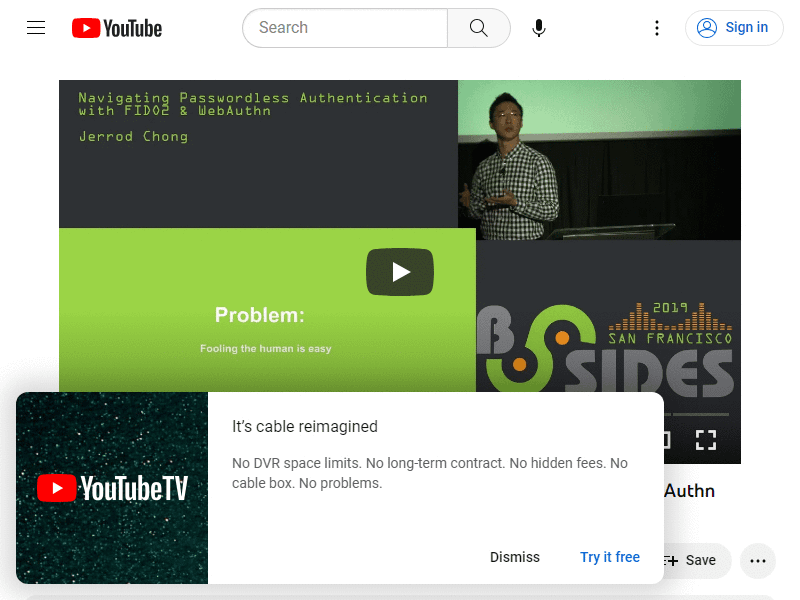 YouTube
Search
Sign in
Navigating Passwordless Authentication
with FIDO2 & WebAuthn
Jerrod Chong
Problem:
Fooling the human is easy
2019
SAN FRANCISCO
BSIDES
It's cable reimagined
No DVR space limits. No long-term contract. No hidden fees. No
cable box. No problems.
YouTubeTV
Authn
Dismiss
Try it free
Save